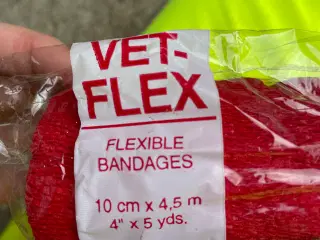 VET-
FLEX
FLEXIBLE
BANDAGES
10 cm x 4,5 m
4" x 5 yds.